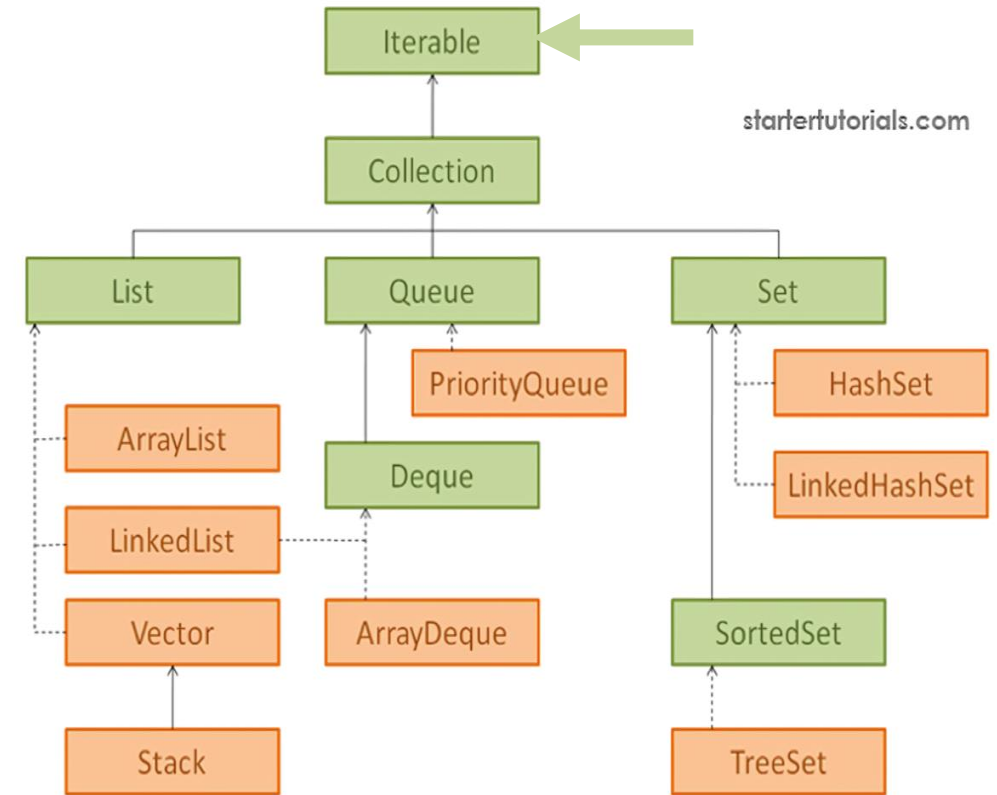 Iterable
startertutorials.com
Collection
List
Queue
Set
PriorityQueue
HashSet
ArrayList
Deque
LinkedHashSet
LinkedList
Vector
ArrayDeque
SortedSet
Stack
TreeSet